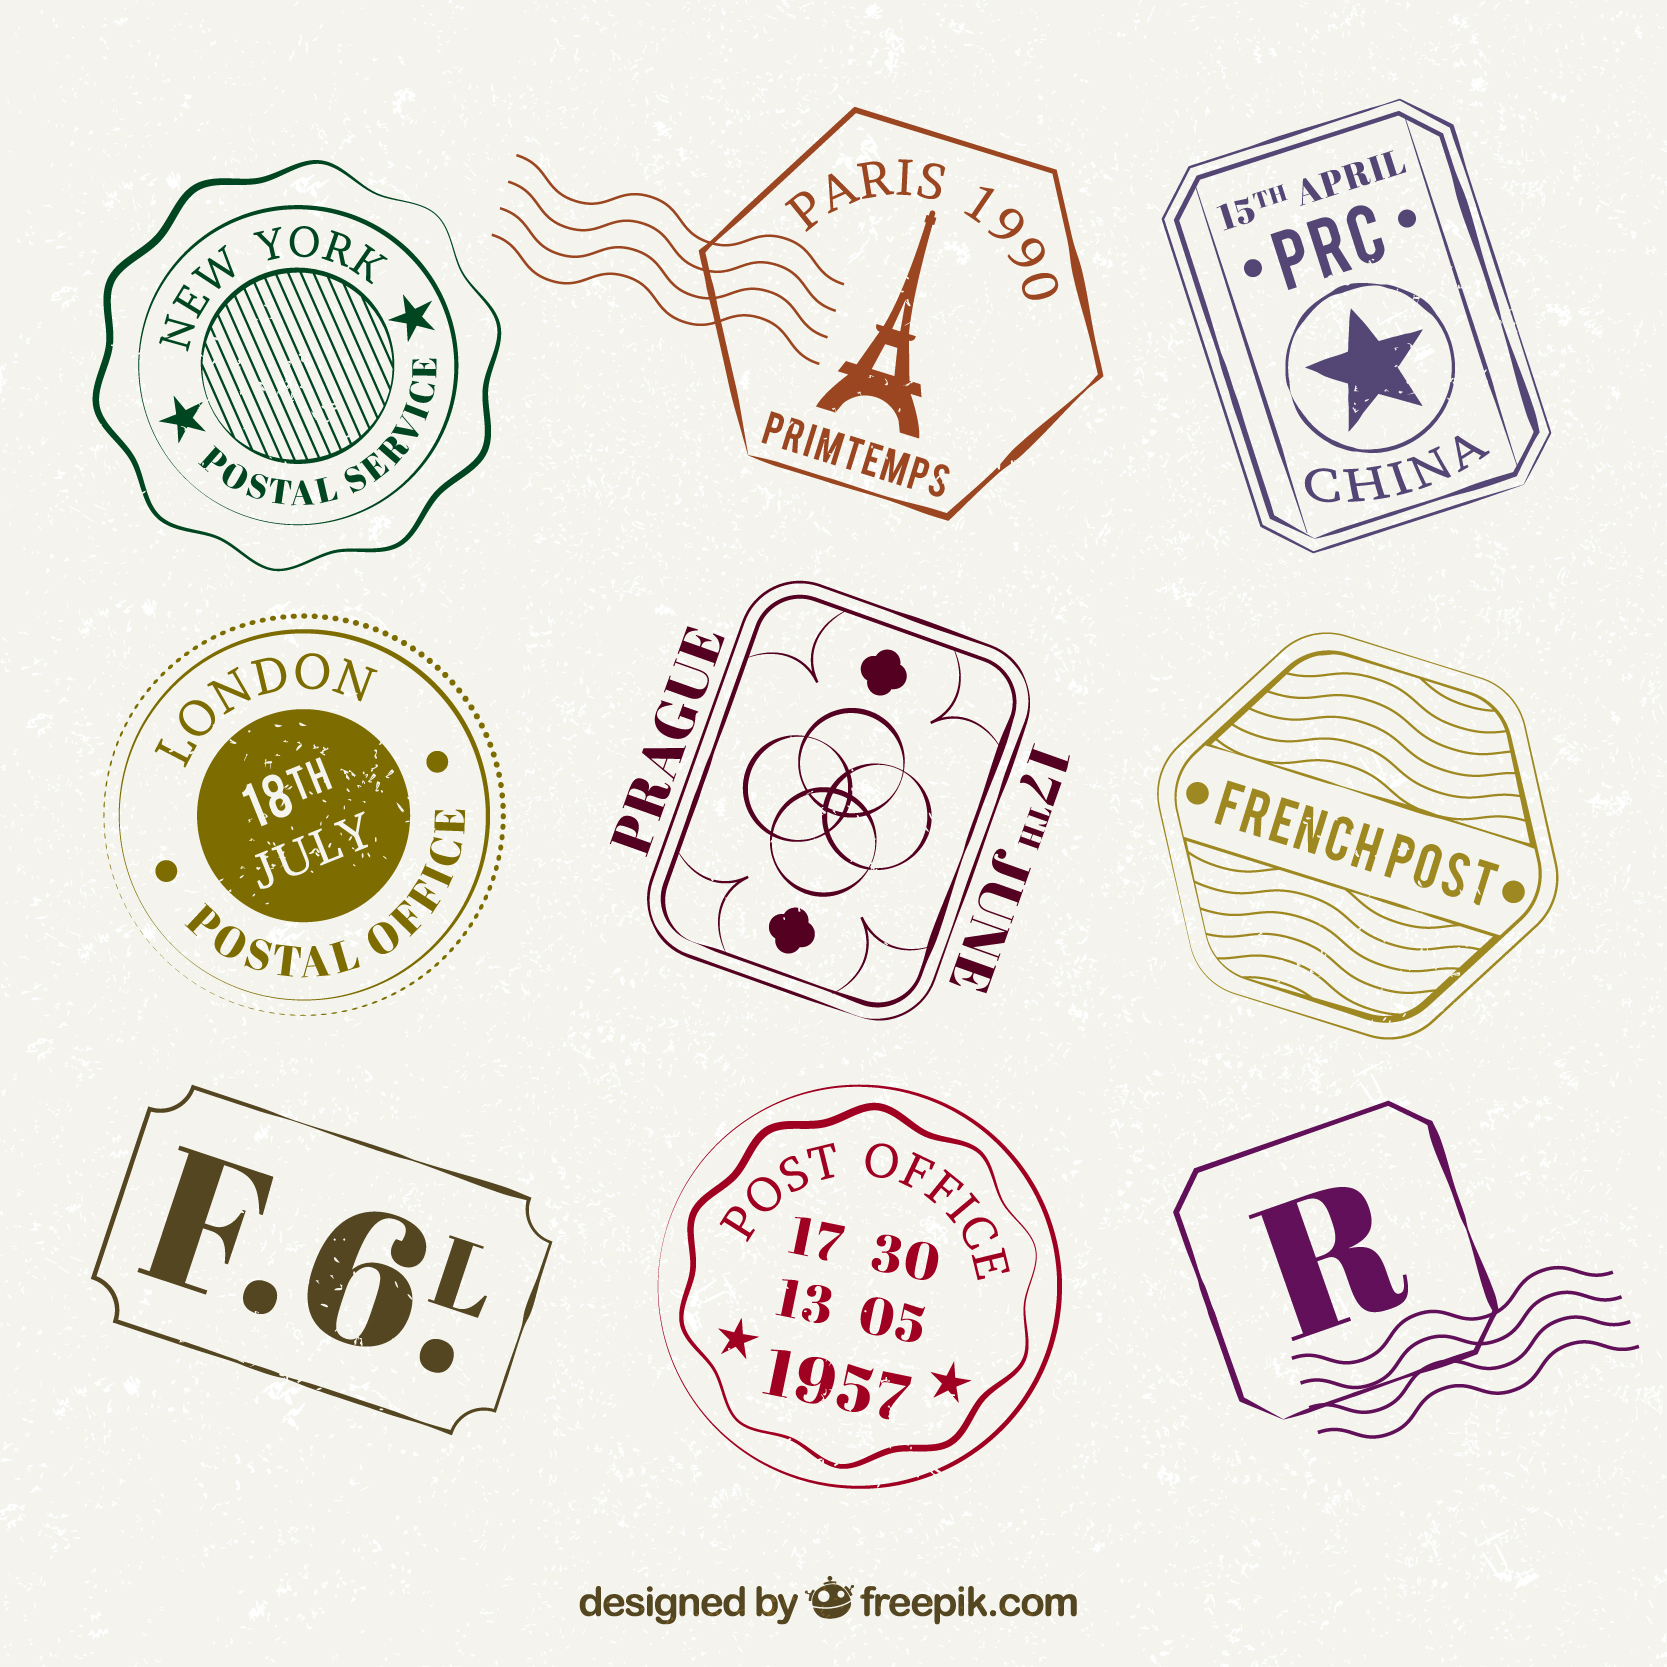 NEW YORK
POSTAL SERVICE
PARIS 1990
PRIMTEMPS
15TH APRIL
PRC
CHINA
LONDON
18TH
JULY
POSTAL OFFICE
PRAGUE
17TH JUNE
FRENCH POST
F.6.L
POST OFFICE
17 30
13 05
1957
R
designed by freepik.com